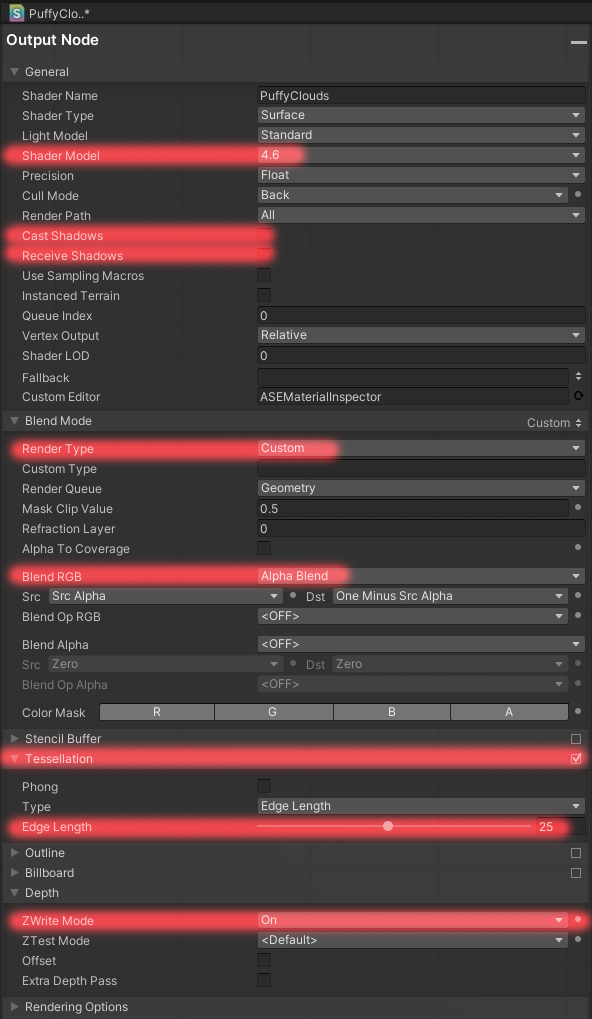 S PuffyClo..*
Output Node
General
Shader Name PuffyClouds
Shader Type Surface
Light Model Standard
Shader Model 4.6
Precision Float
Cull Mode Back
Render Path All
Cast Shadows
Receive Shadows
Use Sampling Macros
Instanced Terrain
Queue Index 0
Vertex Output Relative
Shader LOD 0
Fallback
Custom Editor ASEMaterialInspector
Blend Mode Custom
Render Type Custom
Custom Type
Render Queue Geometry
Mask Clip Value 0.5
Refraction Layer 0
Alpha To Coverage
Blend RGB Alpha Blend
Src Src Alpha Dst One Minus Src Alpha
Blend Op RGB <OFF>
Blend Alpha <OFF>
Src Zero Dst Zero
Blend Op Alpha <OFF>
Color Mask R G B A
Stencil Buffer
Tessellation
Phong
Type Edge Length
Edge Length 25
Outline
Billboard
Depth
ZWrite Mode On
ZTest Mode <Default>
Offset
Extra Depth Pass
Rendering Options